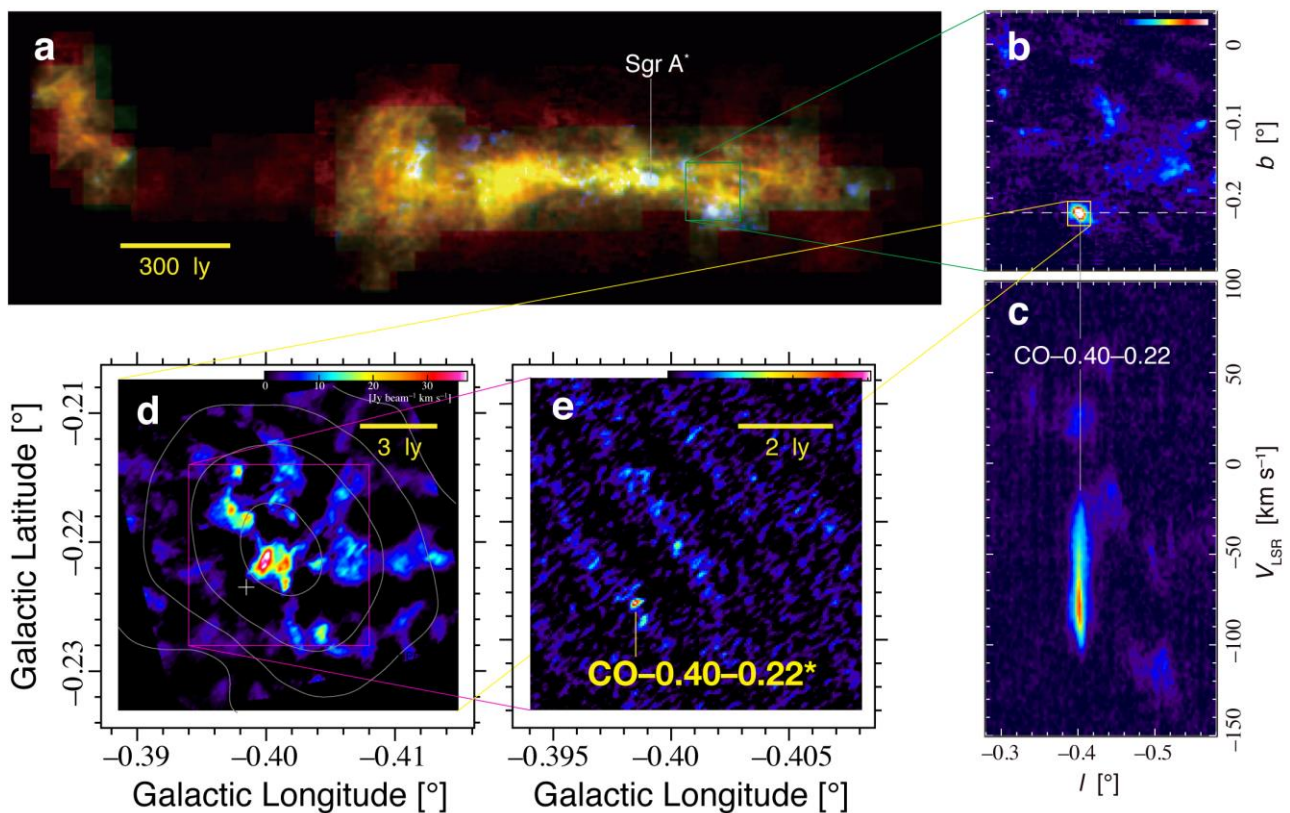 a
Sgr A*
300 ly
b
0
−0.1
−0.2
b [°]
c
CO−0.40−0.22
100
50
0
−50
−100
−150
V_LSR [km s⁻¹]
−0.3 −0.4 −0.5
l [°]
d
0 10 20 30
[Jy beam⁻¹ km s⁻¹]
3 ly
−0.21
−0.22
−0.23
Galactic Latitude [°]
−0.39 −0.40 −0.41
Galactic Longitude [°]
e
2 ly
CO−0.40−0.22*
−0.395 −0.40 −0.405
Galactic Longitude [°]